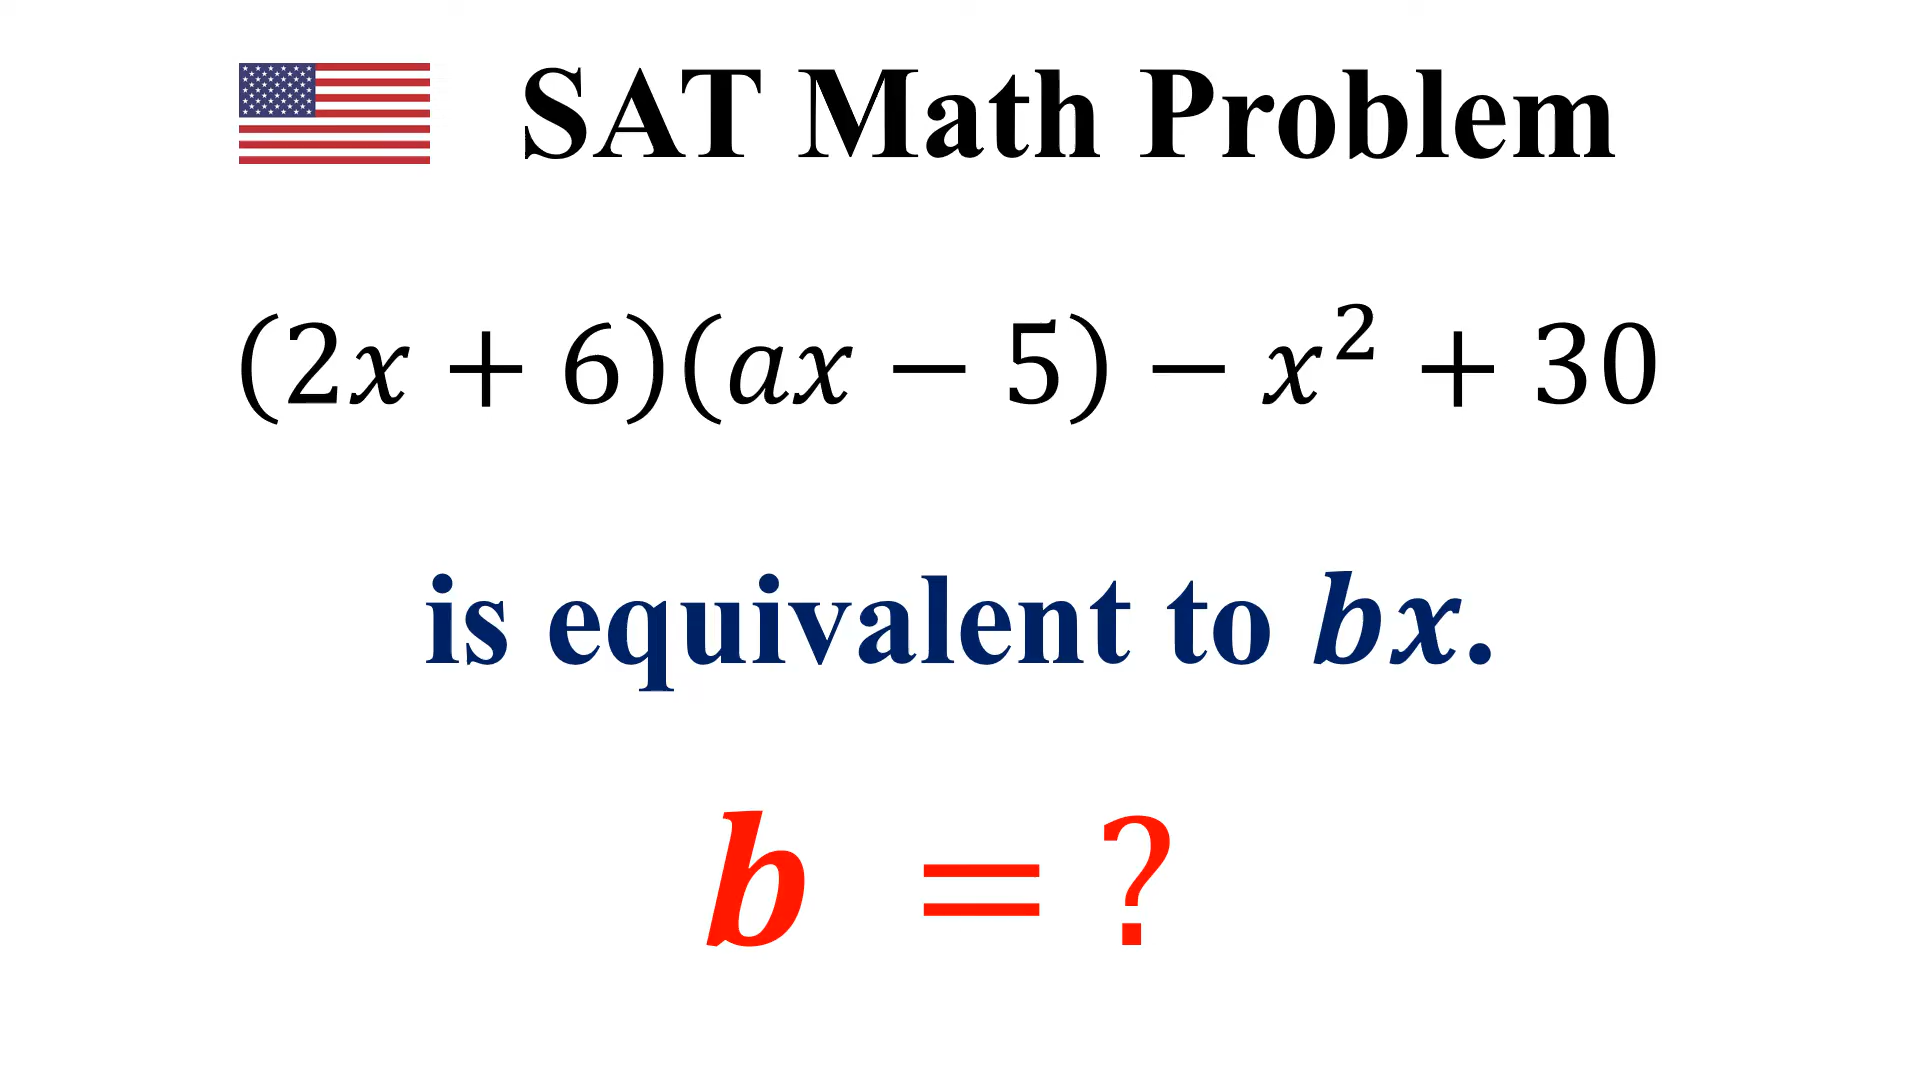 SAT Math Problem
(2x + 6)(ax − 5) − x² + 30
is equivalent to bx.
b = ?